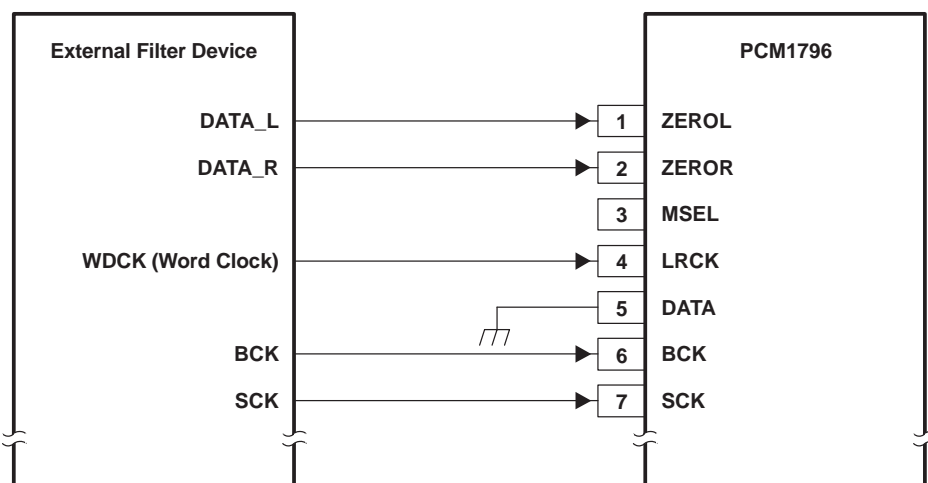 External Filter Device
PCM1796
DATA_L
1
ZEROL
DATA_R
2
ZEROR
3
MSEL
WDCK (Word Clock)
4
LRCK
5
DATA
BCK
6
BCK
SCK
7
SCK